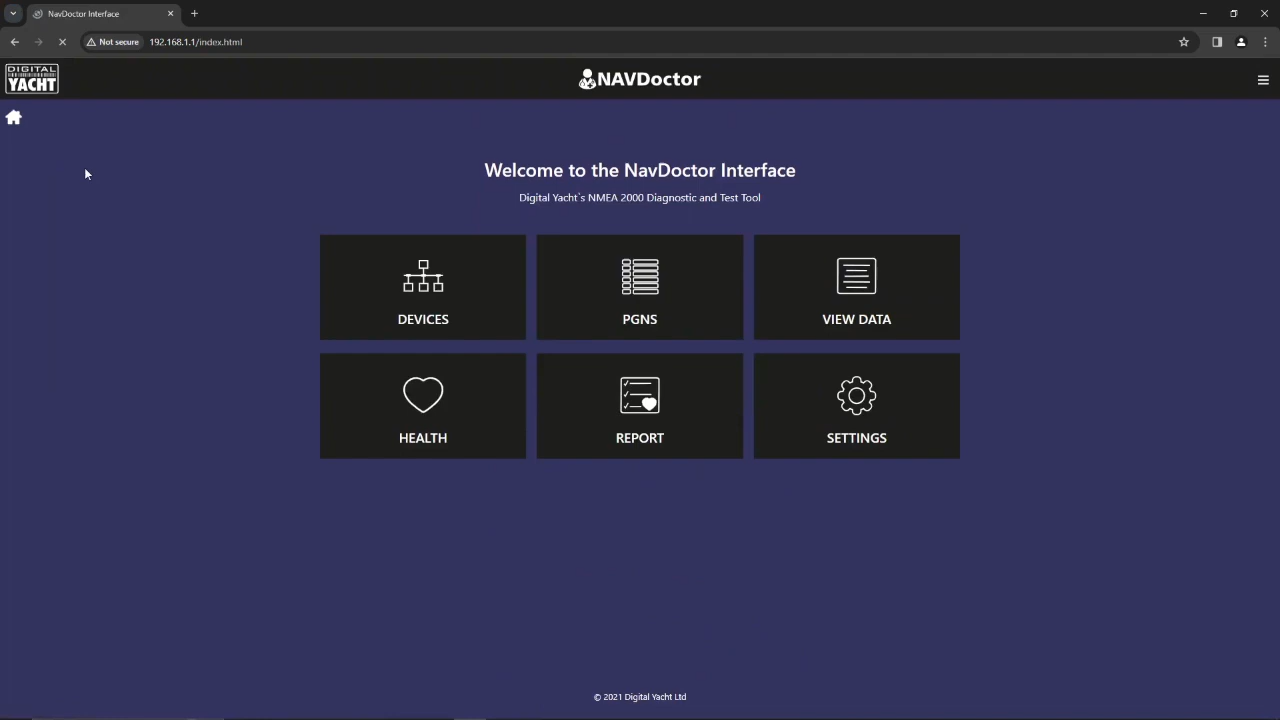 NavDoctor Interface
Not secure
192.168.1.1/index.html
DIGITAL
YACHT
NAVDoctor
Welcome to the NavDoctor Interface
Digital Yacht`s NMEA 2000 Diagnostic and Test Tool
DEVICES
PGNS
VIEW DATA
HEALTH
REPORT
SETTINGS
© 2021 Digital Yacht Ltd